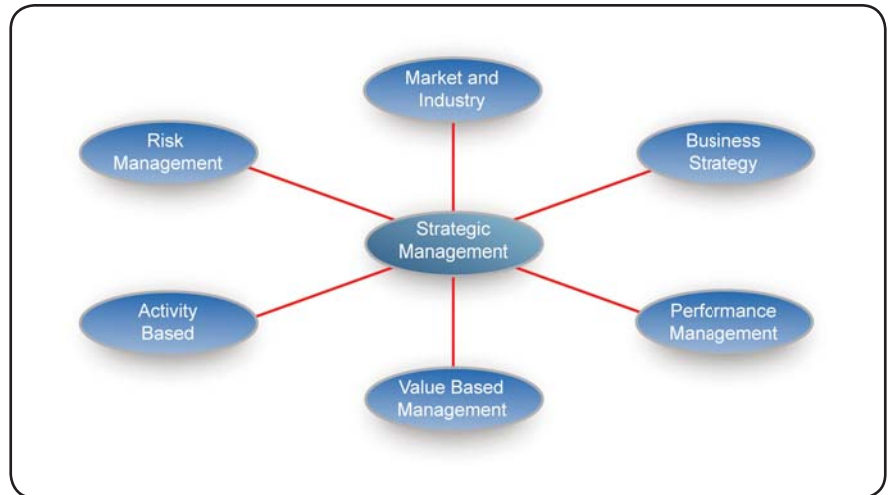 Market and
Industry
Risk
Management
Business
Strategy
Strategic
Management
Activity
Based
Performance
Management
Value Based
Management